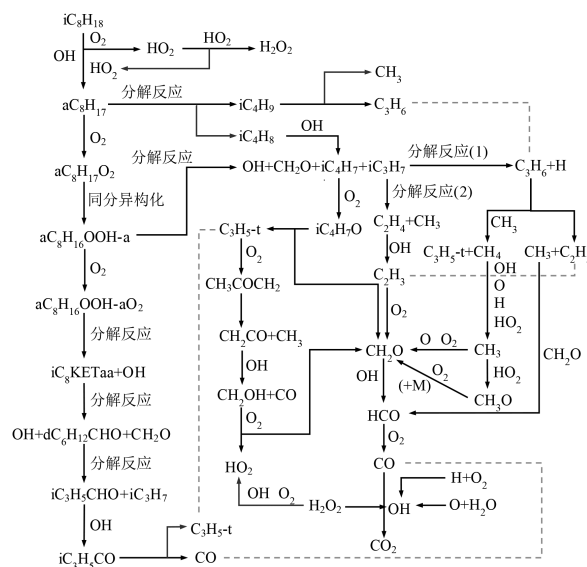 iC8H18
O2
OH
HO2
HO2
H2O2
HO2
aC8H17
分解反应
iC4H9
CH3
C3H6
iC4H8
OH
O2
aC8H17O2
分解反应
OH+CH2O+iC4H7+iC3H7
分解反应(1)
C3H6+H
同分异构化
O2
分解反应(2)
aC8H16OOH-a
C3H5-t
iC4H7O
C2H4+CH3
CH3
O2
O2
OH
C3H5-t+CH4
CH3+C2H
aC8H16OOH-aO2
CH3COCH2
C2H3
OH
O
H
HO2
分解反应
O2
CH2CO+CH3
CH2O
O O2
CH3
CH2O
iC8KETaa+OH
OH
OH
O2
(+M)
HO2
分解反应
CH2OH+CO
CH3O
O2
HCO
OH+dC6H12CHO+CH2O
O2
分解反应
HO2
CO
iC3H5CHO+iC3H7
OH O2
H2O2
OH
H+O2
O+H2O
OH
C3H5-t
iC3H5CO
CO
CO2